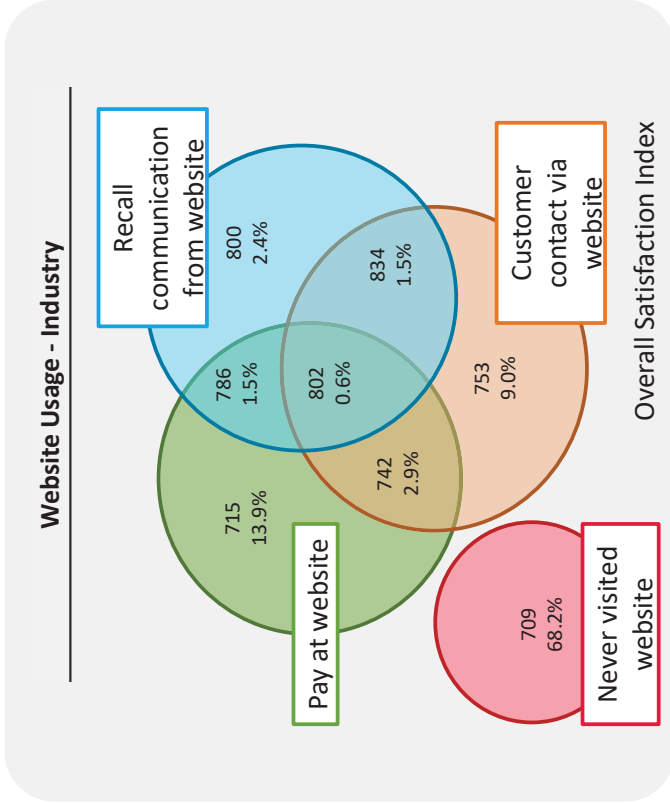 Website Usage - Industry
Recall
communication
from website
800
2.4%
786
1.5%
802
0.6%
834
1.5%
715
13.9%
742
2.9%
753
9.0%
Pay at website
Customer
contact via
website
709
68.2%
Never visited
website
Overall Satisfaction Index